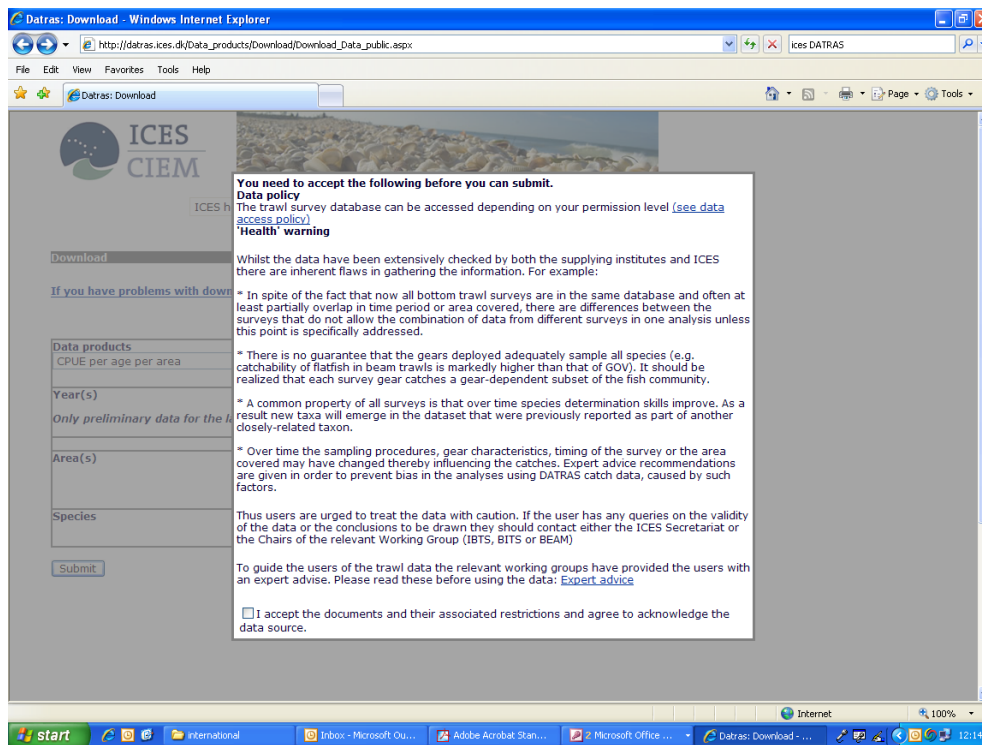 Datras: Download - Windows Internet Explorer
http://datras.ices.dk/Data_products/Download/Download_Data_public.aspx
ices DATRAS
File Edit View Favorites Tools Help
Datras: Download
Page Tools
ICES
CIEM
ICES h
Download
If you have problems with down
Data products
CPUE per age per area
Year(s)
Only preliminary data for the la
Area(s)
Species
Submit
You need to accept the following before you can submit.
Data policy
The trawl survey database can be accessed depending on your permission level (see data
access policy)
'Health' warning
Whilst the data have been extensively checked by both the supplying institutes and ICES
there are inherent flaws in gathering the information. For example:
* In spite of the fact that now all bottom trawl surveys are in the same database and often at
least partially overlap in time period or area covered, there are differences between the
surveys that do not allow the combination of data from different surveys in one analysis unless
this point is specifically addressed.
* There is no guarantee that the gears deployed adequately sample all species (e.g.
catchability of flatfish in beam trawls is markedly higher than that of GOV). It should be
realized that each survey gear catches a gear-dependent subset of the fish community.
* A common property of all surveys is that over time species determination skills improve. As a
result new taxa will emerge in the dataset that were previously reported as part of another
closely-related taxon.
* Over time the sampling procedures, gear characteristics, timing of the survey or the area
covered may have changed thereby influencing the catches. Expert advice recommendations
are given in order to prevent bias in the analyses using DATRAS catch data, caused by such
factors.
Thus users are urged to treat the data with caution. If the user has any queries on the validity
of the data or the conclusions to be drawn they should contact either the ICES Secretariat or
the Chairs of the relevant Working Group (IBTS, BITS or BEAM)
To guide the users of the trawl data the relevant working groups have provided the users with
an expert advise. Please read these before using the data: Expert advice
I accept the documents and their associated restrictions and agree to acknowledge the
data source.
Internet 100%
start international Inbox - Microsoft Ou... Adobe Acrobat Stan... 2 Microsoft Office ... Datras: Download - ... 12:14